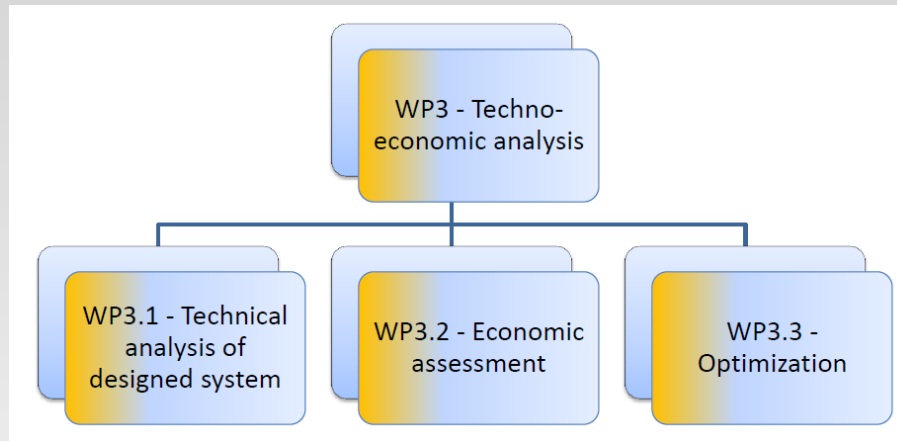 WP3 - Techno-
economic analysis
WP3.1 - Technical
analysis of
designed system
WP3.2 - Economic
assessment
WP3.3 -
Optimization